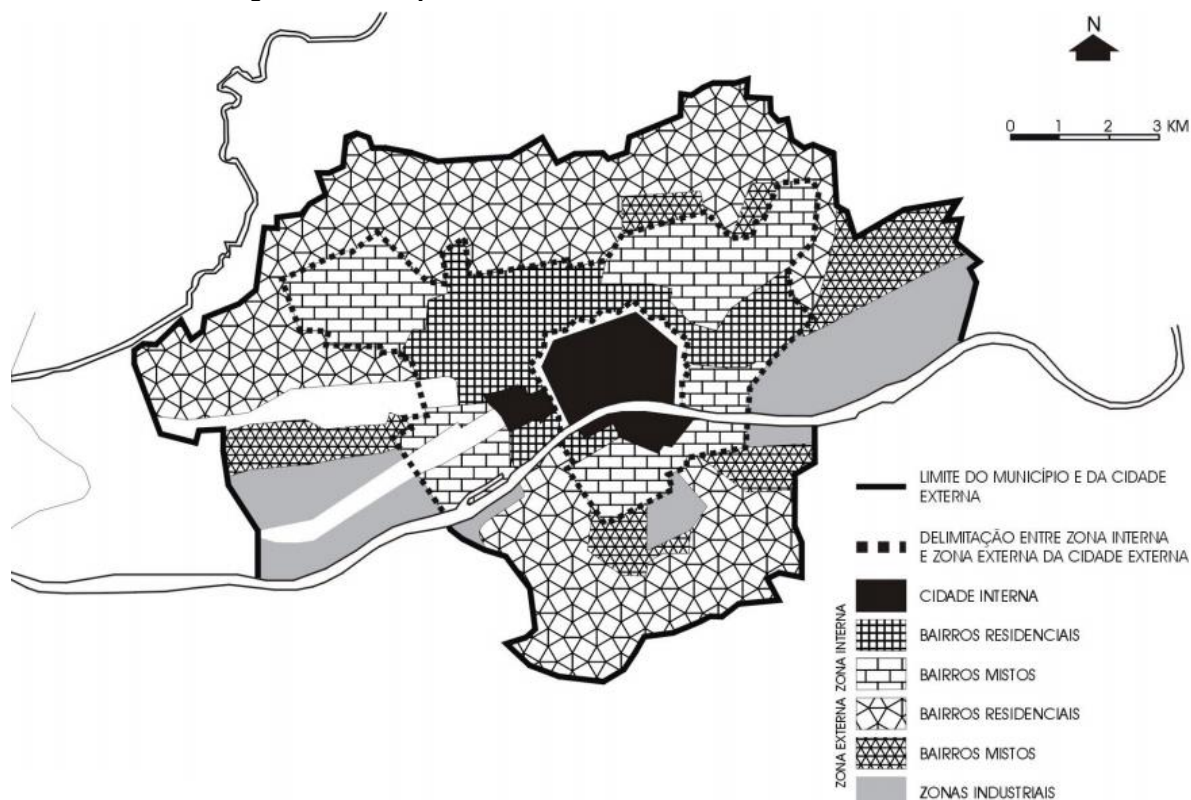 N
0 1 2 3 KM
LIMITE DO MUNICÍPIO E DA CIDADE
EXTERNA
DELIMITAÇÃO ENTRE ZONA INTERNA
E ZONA EXTERNA DA CIDADE EXTERNA
CIDADE INTERNA
ZONA INTERNA
BAIRROS RESIDENCIAIS
BAIRROS MISTOS
ZONA EXTERNA
BAIRROS RESIDENCIAIS
BAIRROS MISTOS
ZONAS INDUSTRIAIS